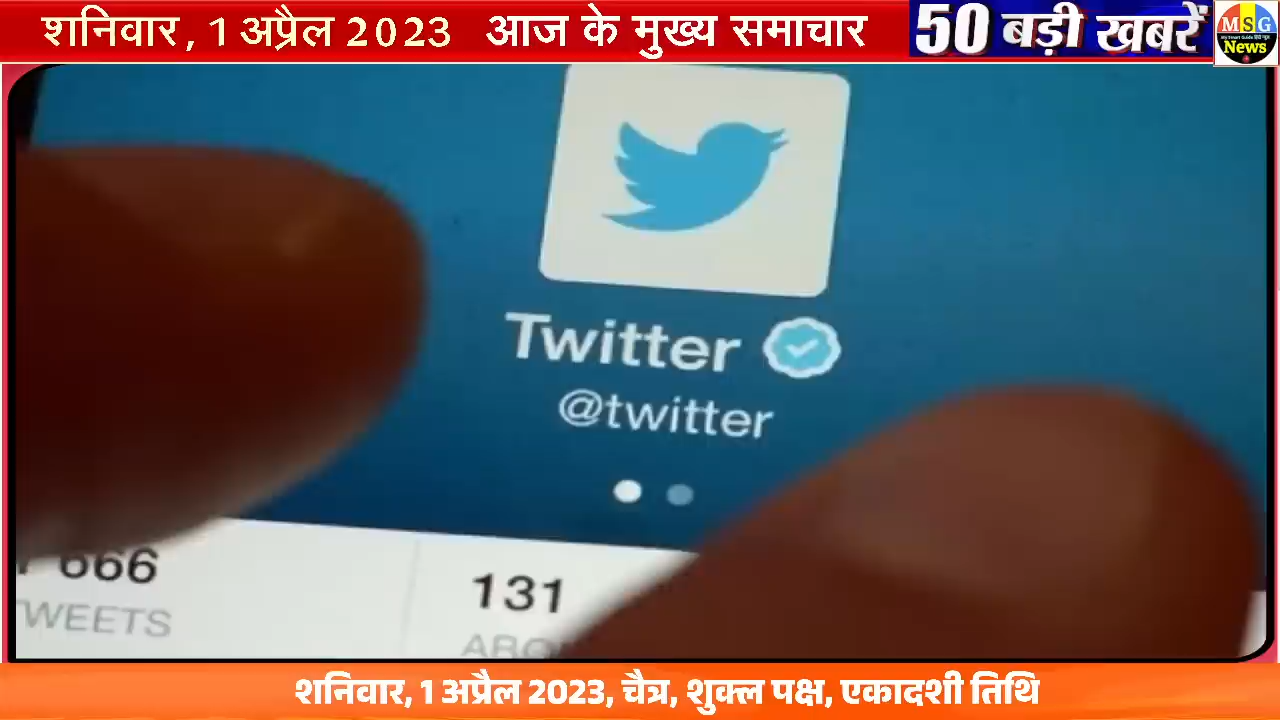 शनिवार, 1 अप्रैल 2023 आज के मुख्य समाचार
50 बड़ी खबरें
MSG
News
Twitter
@twitter
666
131
TWEETS
शनिवार, 1 अप्रैल 2023, चैत्र, शुक्ल पक्ष, एकादशी तिथि